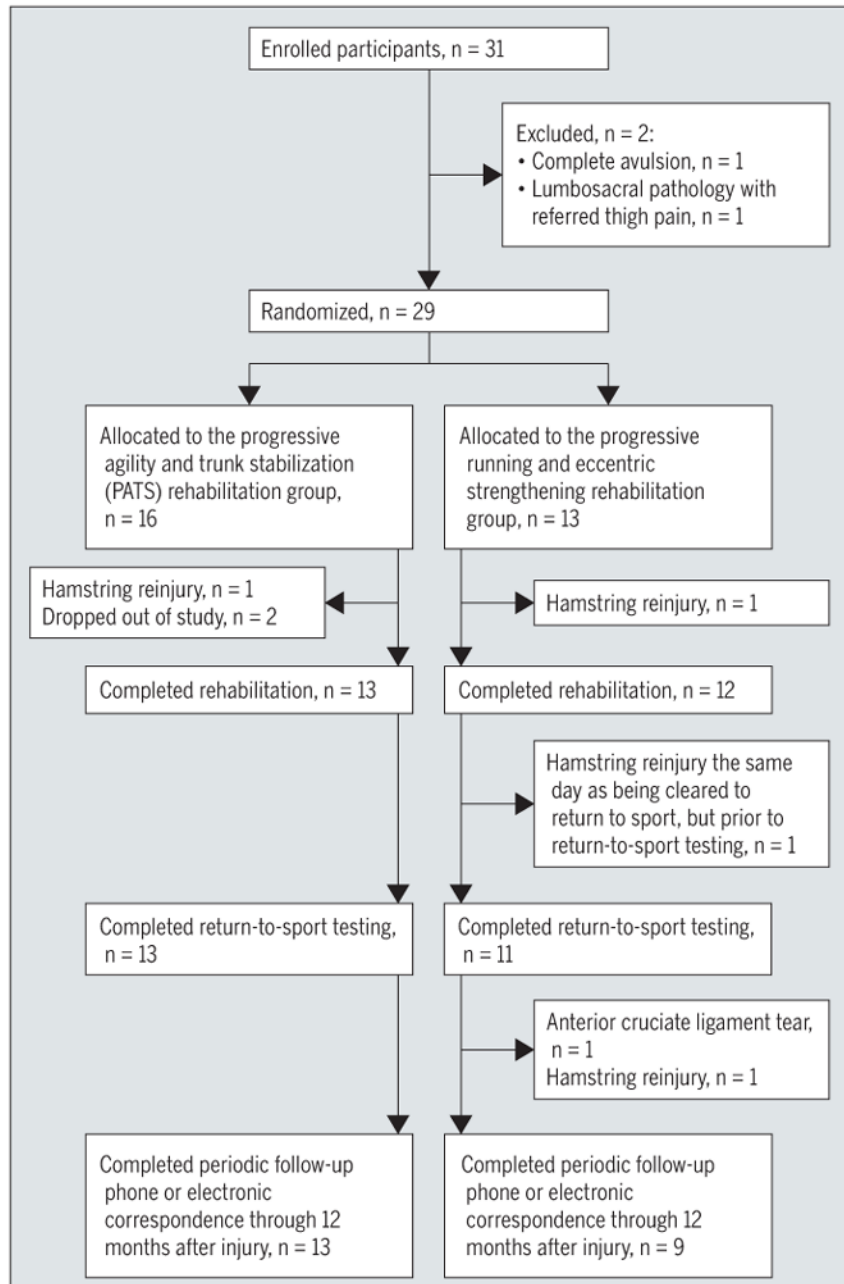 Enrolled participants, n = 31
Excluded, n = 2:
• Complete avulsion, n = 1
• Lumbosacral pathology with
referred thigh pain, n = 1
Randomized, n = 29
Allocated to the progressive
agility and trunk stabilization
(PATS) rehabilitation group,
n = 16
Allocated to the progressive
running and eccentric
strengthening rehabilitation
group, n = 13
Hamstring reinjury, n = 1
Dropped out of study, n = 2
Hamstring reinjury, n = 1
Completed rehabilitation, n = 13
Completed rehabilitation, n = 12
Hamstring reinjury the same
day as being cleared to
return to sport, but prior to
return-to-sport testing, n = 1
Completed return-to-sport testing,
n = 13
Completed return-to-sport testing,
n = 11
Anterior cruciate ligament tear,
n = 1
Hamstring reinjury, n = 1
Completed periodic follow-up
phone or electronic
correspondence through 12
months after injury, n = 13
Completed periodic follow-up
phone or electronic
correspondence through 12
months after injury, n = 9